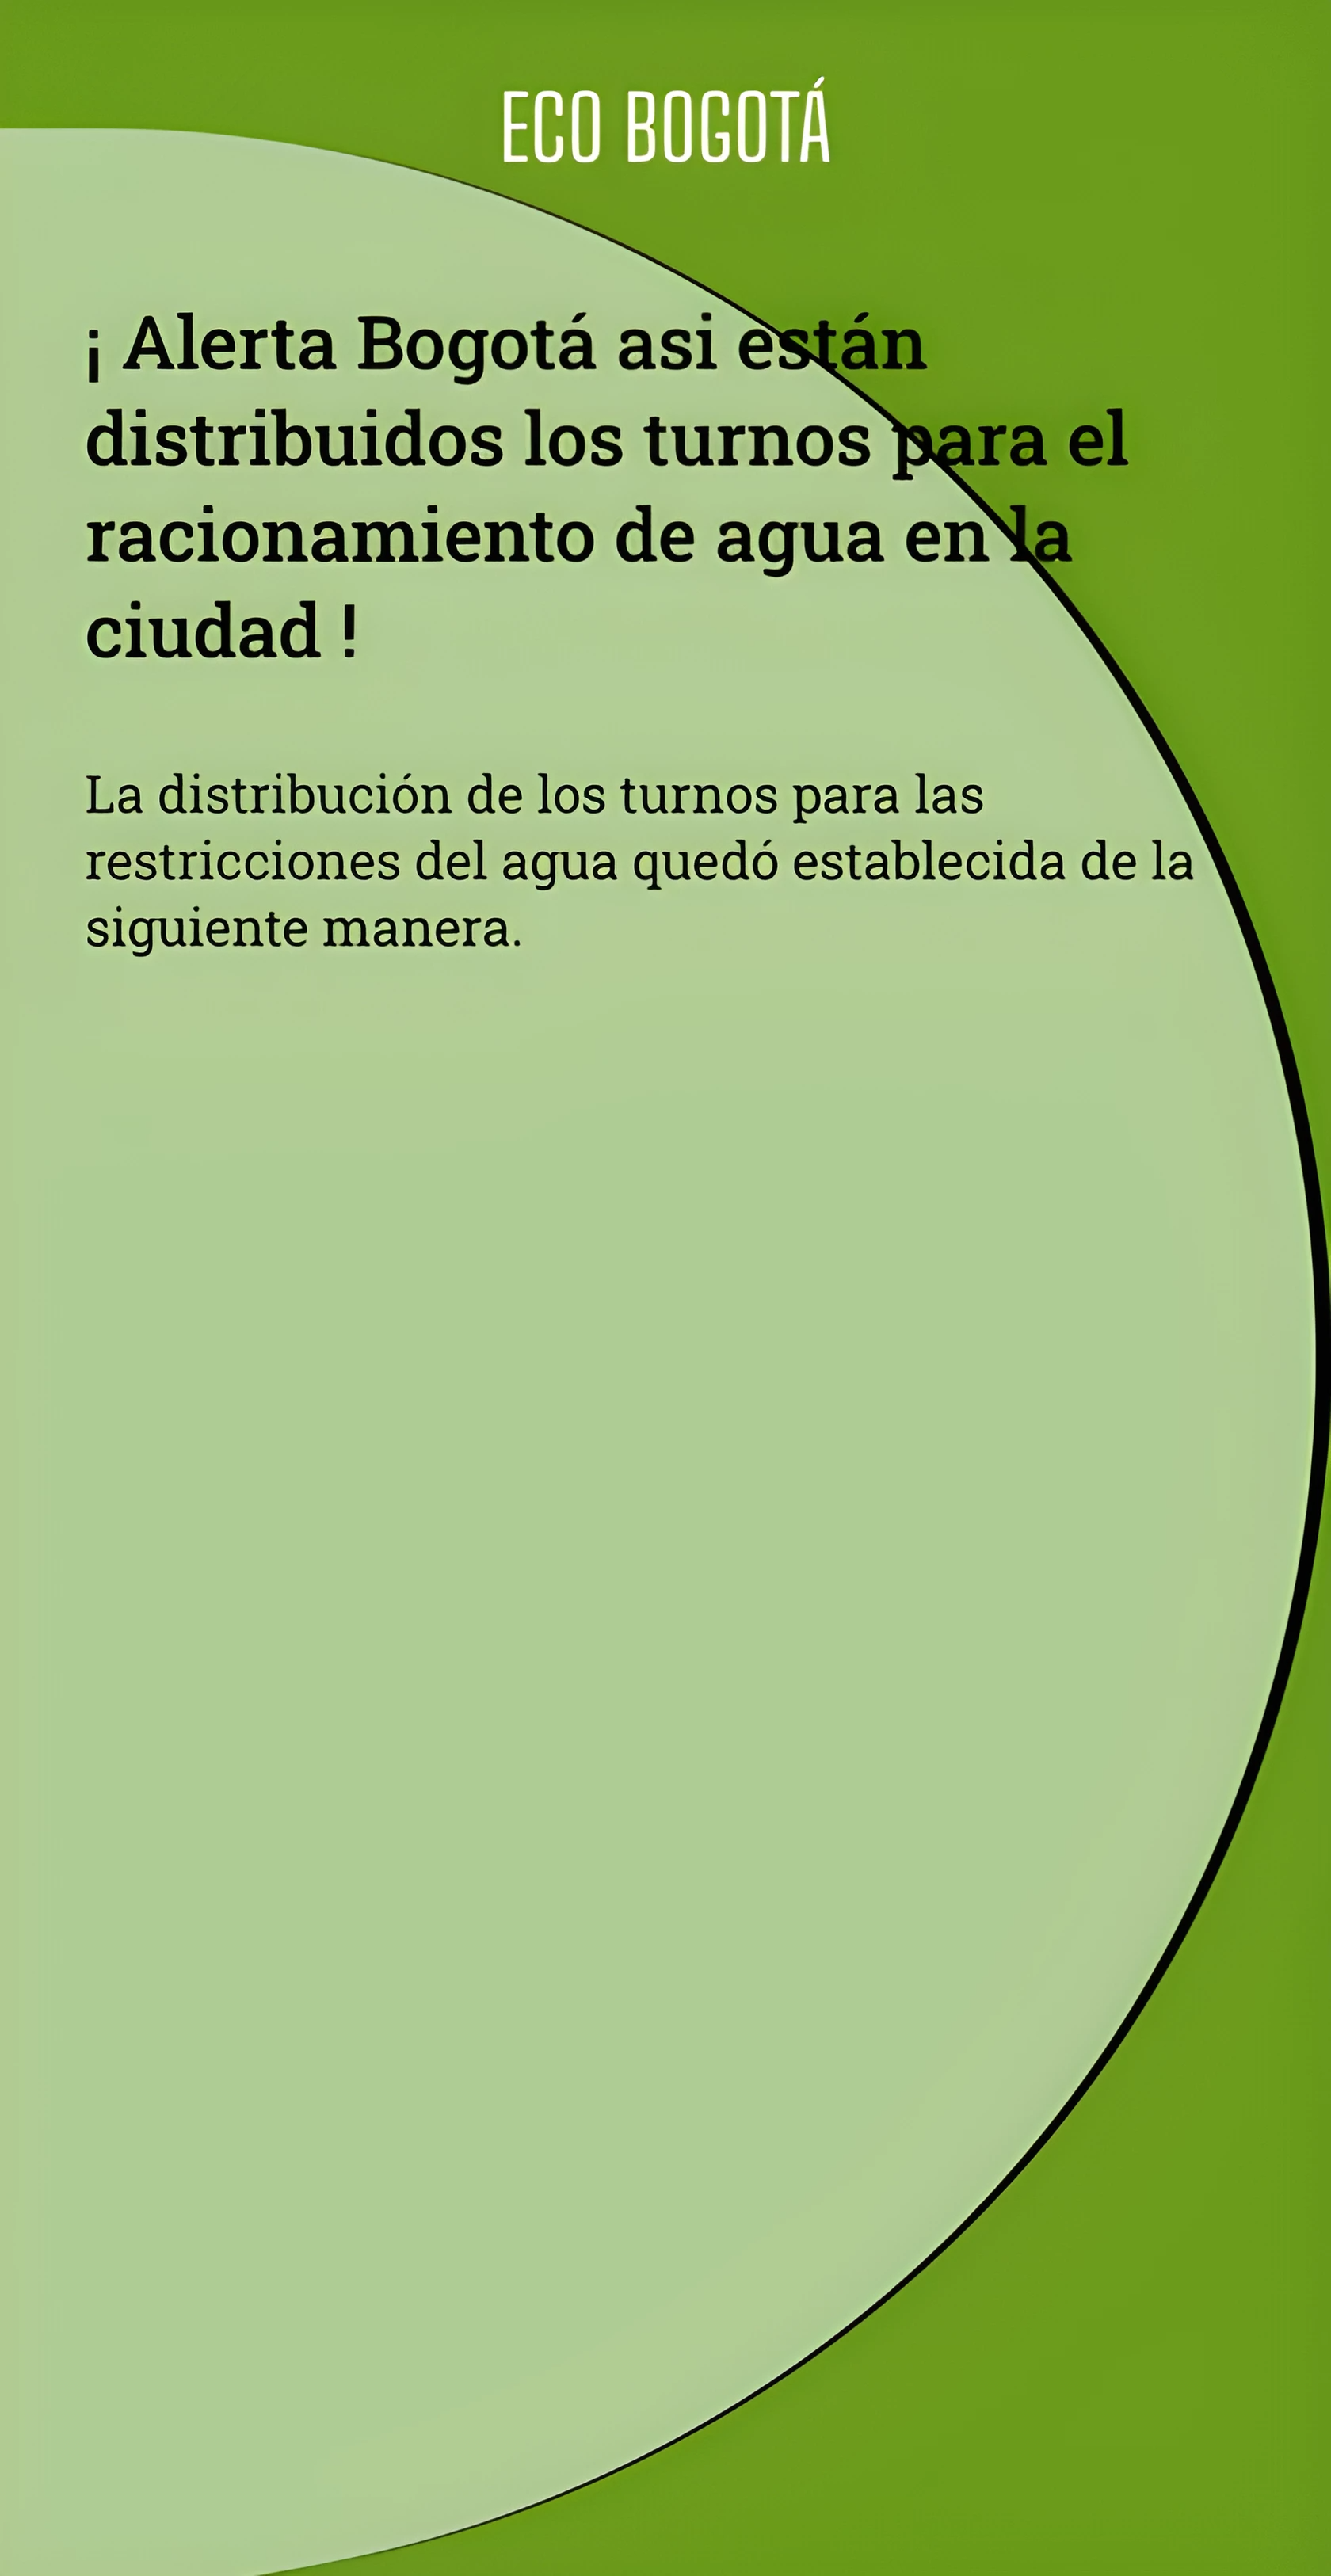 ECO BOGOTÁ
¡ Alerta Bogotá asi están
distribuidos los turnos para el
racionamiento de agua en la
ciudad !
La distribución de los turnos para las
restricciones del agua quedó establecida de la
siguiente manera.